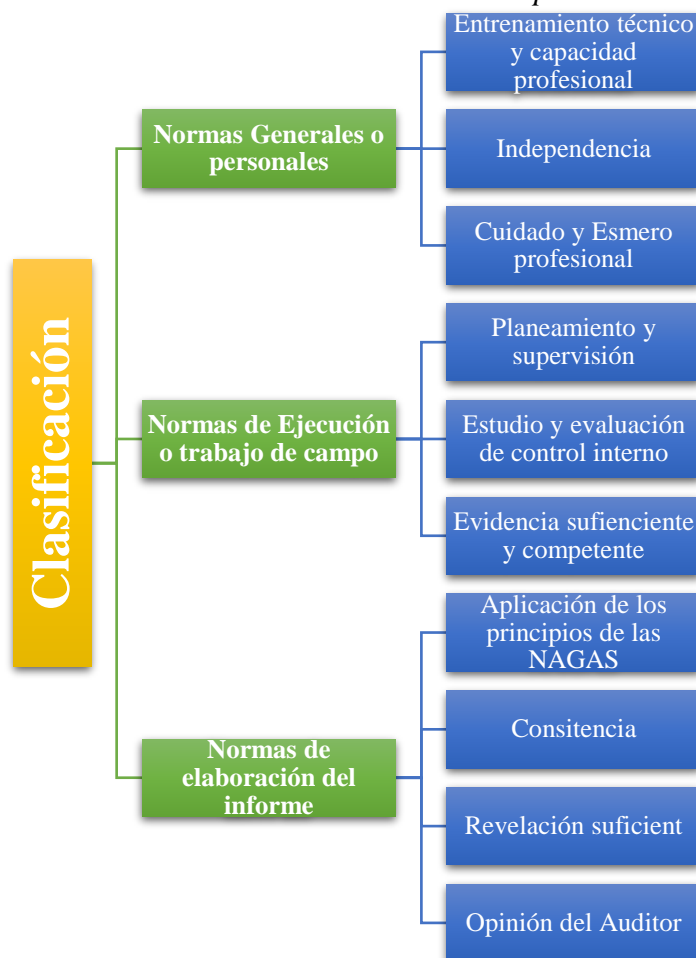 Entrenamiento técnico
y capacidad
profesional
Normas Generales o
personales
Independencia
Cuidado y Esmero
profesional
Clasificación
Planeamiento y
supervisión
Normas de Ejecución
o trabajo de campo
Estudio y evaluación
de control interno
Evidencia sufienciente
y competente
Aplicación de los
principios de las
NAGAS
Normas de
elaboración del
informe
Consitencia
Revelación suficient
Opinión del Auditor